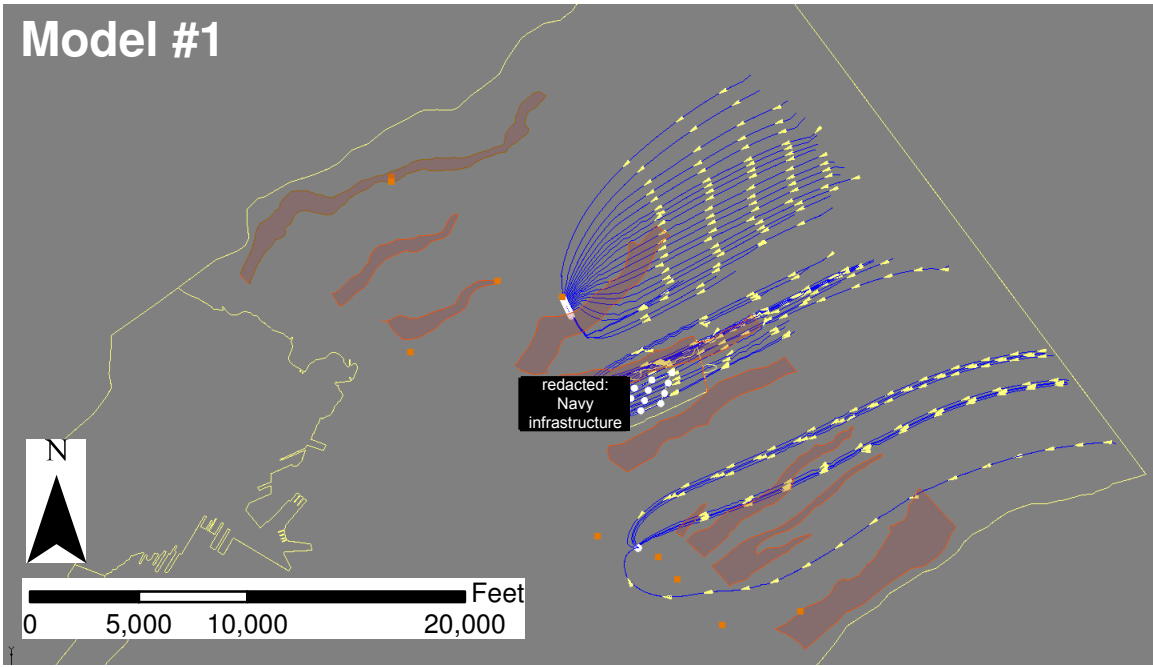 Model #1
redacted:
Navy
infrastructure
N
Feet
0 5,000 10,000 20,000
Y